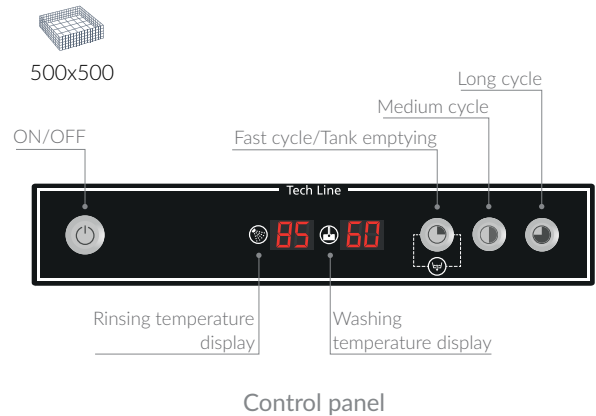 500x500
Long cycle
Medium cycle
ON/OFF
Fast cycle/Tank emptying
Tech Line
85
60
Rinsing temperature
display
Washing
temperature display
Control panel